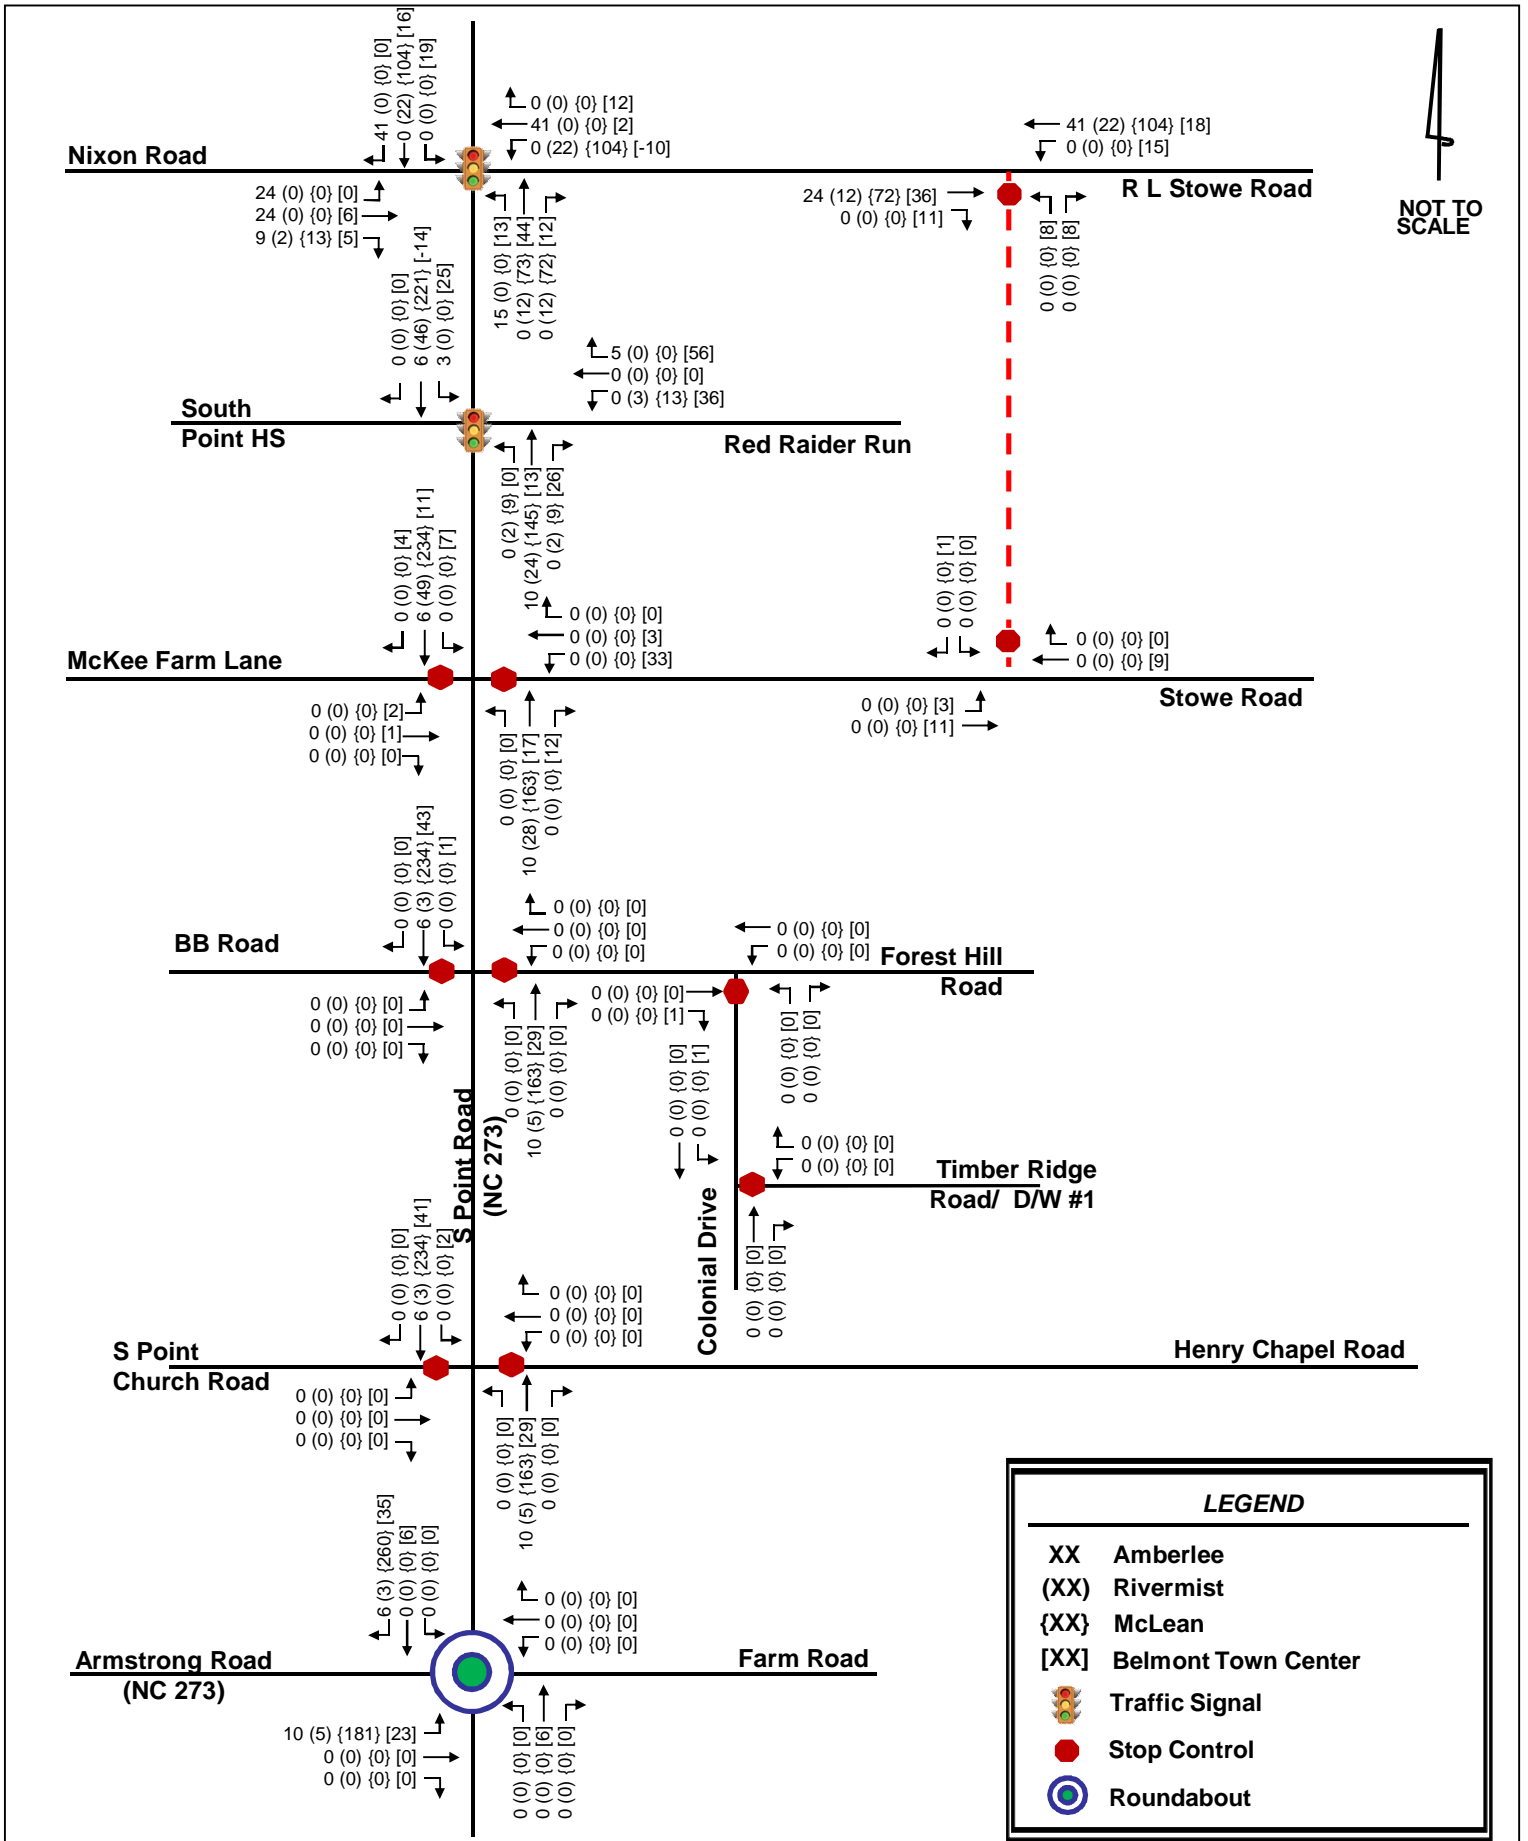 41 (0) {0} [0]
0 (22) {104} [16]
0 (0) {0} [19]
0 (0) {0} [12]
41 (0) {0} [2]
0 (22) {104} [-10]
41 (22) {104} [18]
0 (0) {0} [15]
Nixon Road
R L Stowe Road
NOT TO
SCALE
24 (0) {0} [0]
24 (0) {0} [6]
9 (2) {13} [5]
15 (0) {0} [13]
0 (12) {73} [44]
0 (12) {72} [12]
24 (12) {72} [36]
0 (0) {0} [11]
0 (0) {0} [8]
0 (0) {0} [8]
0 (0) {0} [0]
6 (46) {221} [-14]
3 (0) {0} [25]
5 (0) {0} [56]
0 (0) {0} [0]
0 (3) {13} [36]
South
Point HS
Red Raider Run
0 (2) {9} [0]
10 (24) {145} [13]
0 (2) {9} [26]
0 (0) {0} [4]
6 (49) {234} [11]
0 (0) {0} [7]
0 (0) {0} [0]
0 (0) {0} [3]
0 (0) {0} [33]
0 (0) {0} [1]
0 (0) {0} [0]
0 (0) {0} [0]
0 (0) {0} [9]
McKee Farm Lane
Stowe Road
0 (0) {0} [2]
0 (0) {0} [1]
0 (0) {0} [0]
0 (0) {0} [0]
10 (28) {163} [17]
0 (0) {0} [12]
0 (0) {0} [3]
0 (0) {0} [11]
0 (0) {0} [0]
6 (3) {234} [43]
0 (0) {0} [1]
0 (0) {0} [0]
0 (0) {0} [0]
0 (0) {0} [0]
0 (0) {0} [0]
0 (0) {0} [0]
BB Road
Forest Hill
Road
0 (0) {0} [0]
0 (0) {0} [0]
0 (0) {0} [0]
0 (0) {0} [0]
10 (5) {163} [29]
0 (0) {0} [0]
0 (0) {0} [0]
0 (0) {0} [1]
0 (0) {0} [0]
0 (0) {0} [0]
0 (0) {0} [0]
0 (0) {0} [1]
S Point Road
(NC 273)
0 (0) {0} [0]
0 (0) {0} [0]
Timber Ridge
Road/ D/W #1
Colonial Drive
0 (0) {0} [0]
0 (0) {0} [0]
0 (0) {0} [0]
6 (3) {234} [41]
0 (0) {0} [2]
0 (0) {0} [0]
0 (0) {0} [0]
0 (0) {0} [0]
S Point
Church Road
Henry Chapel Road
0 (0) {0} [0]
0 (0) {0} [0]
0 (0) {0} [0]
0 (0) {0} [0]
10 (5) {163} [29]
0 (0) {0} [0]
6 (3) {260} [35]
0 (0) {0} [6]
0 (0) {0} [0]
0 (0) {0} [0]
0 (0) {0} [0]
0 (0) {0} [0]
Armstrong Road
(NC 273)
Farm Road
10 (5) {181} [23]
0 (0) {0} [0]
0 (0) {0} [0]
0 (0) {0} [0]
0 (0) {0} [6]
0 (0) {0} [0]
LEGEND
XX Amberlee
(XX) Rivermist
{XX} McLean
[XX] Belmont Town Center
Traffic Signal
Stop Control
Roundabout